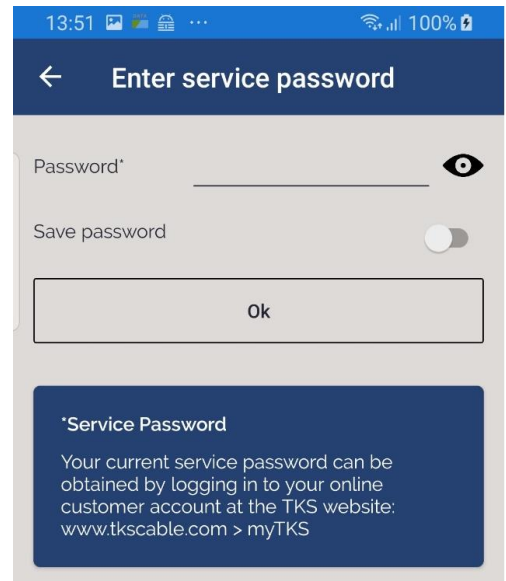 13:51 ... 100%
Enter service password
Password*
Save password
Ok
*Service Password
Your current service password can be
obtained by logging in to your online
customer account at the TKS website:
www.tkscable.com > myTKS